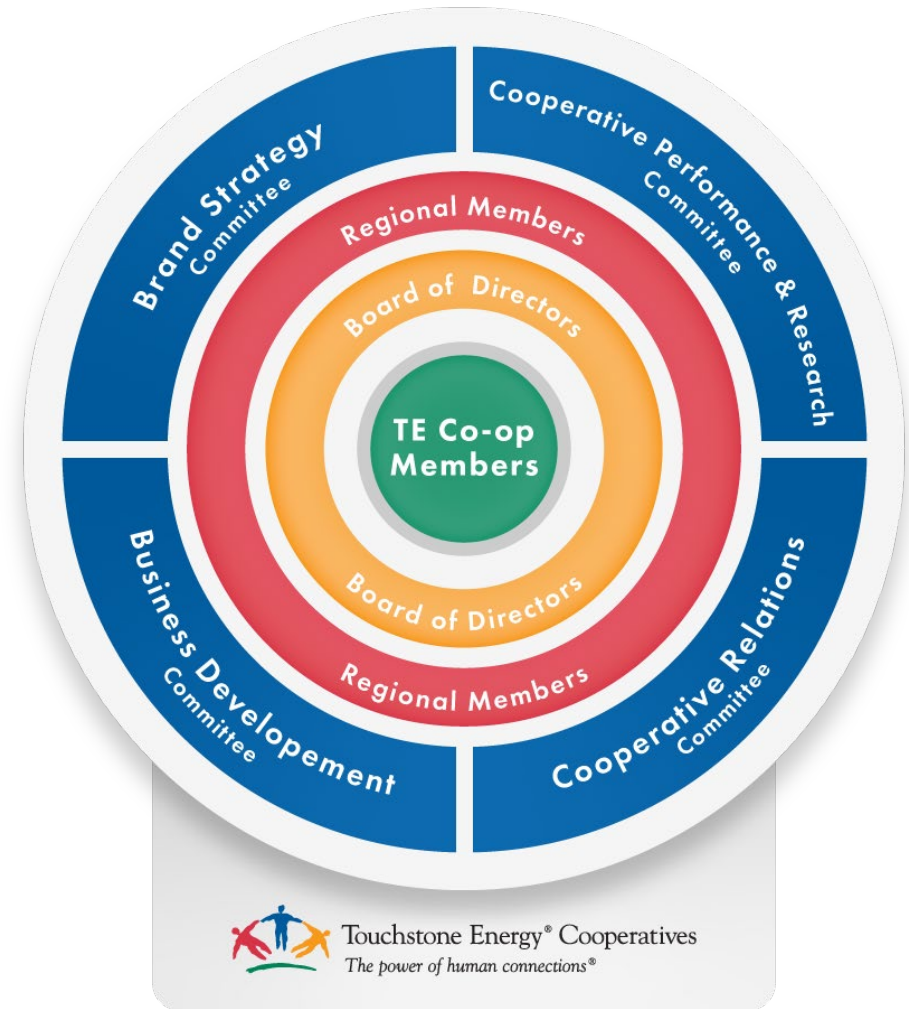 Brand Strategy
Committee
Cooperative Performance & Research
Committee
Regional Members
Board of Directors
TE Co-op
Members
Board of Directors
Regional Members
Business Developement
Committee
Cooperative Relations
Committee
Touchstone Energy® Cooperatives
The power of human connections®